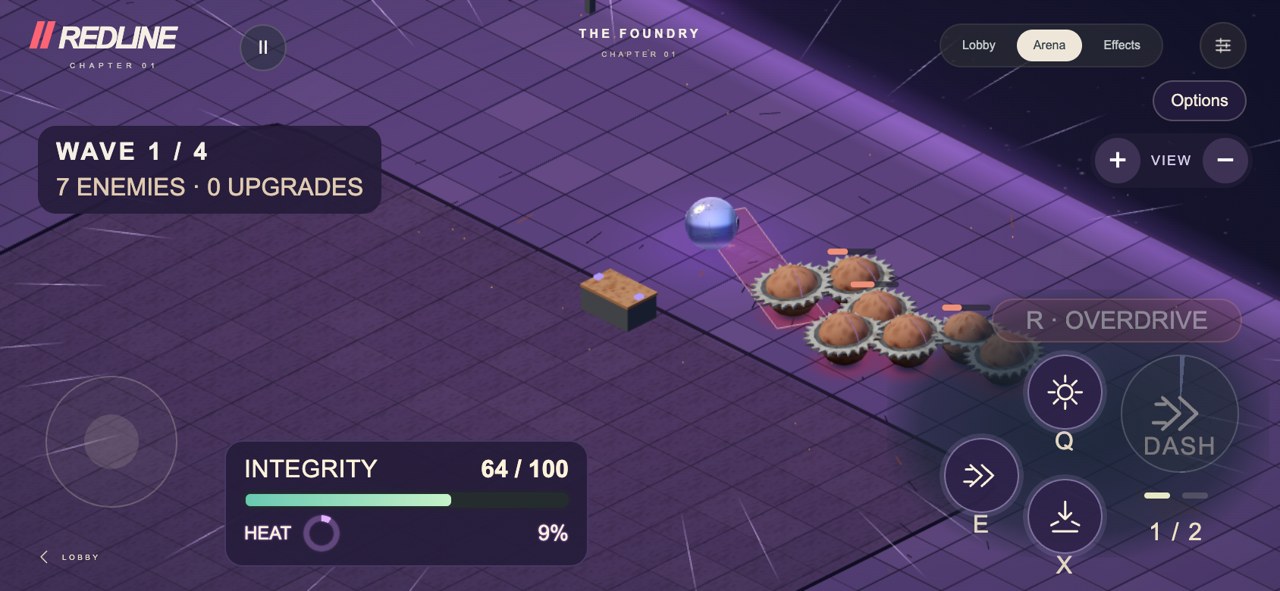 REDLINE
CHAPTER 01
THE FOUNDRY
CHAPTER 01
Lobby Arena Effects
Options
+ VIEW −
WAVE 1 / 4
7 ENEMIES · 0 UPGRADES
R · OVERDRIVE
Q
DASH
E
X
1 / 2
INTEGRITY 64 / 100
HEAT 9%
LOBBY